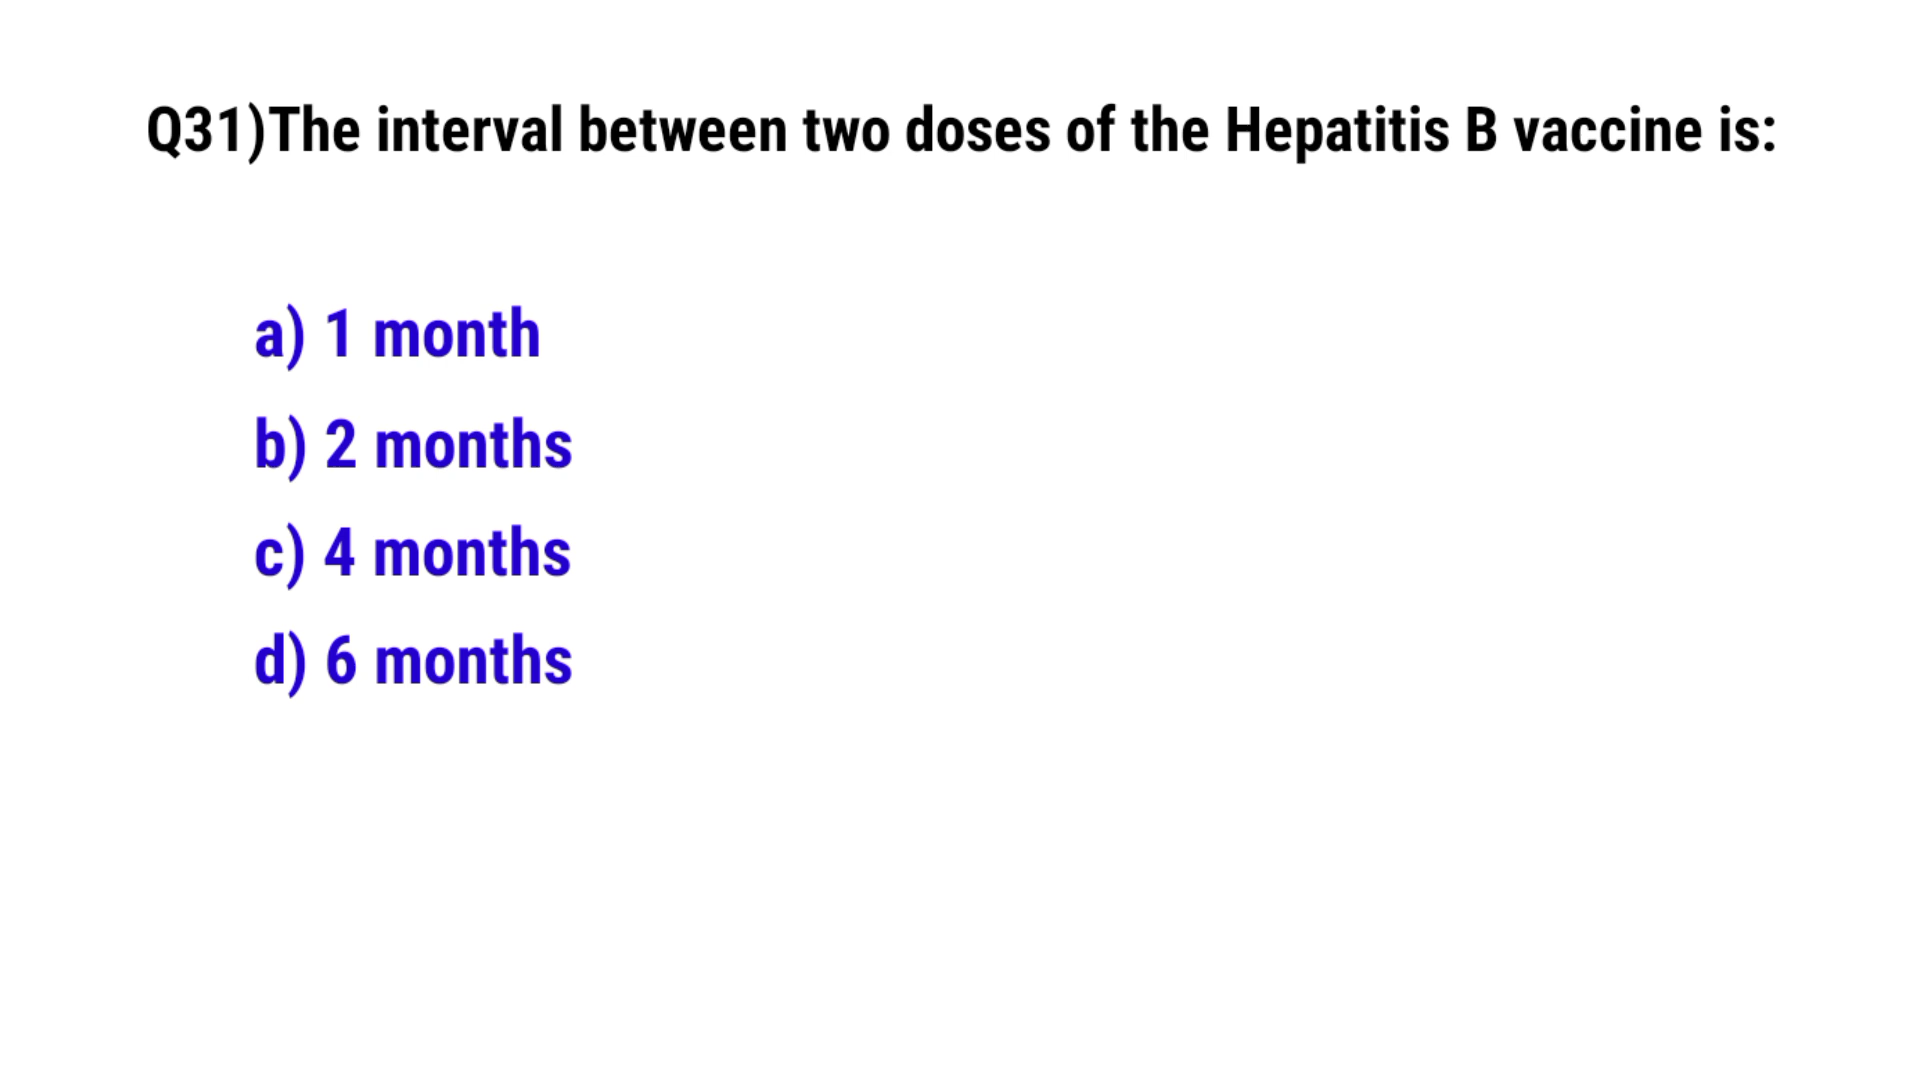 Q31)The interval between two doses of the Hepatitis B vaccine is:
a) 1 month
b) 2 months
c) 4 months
d) 6 months